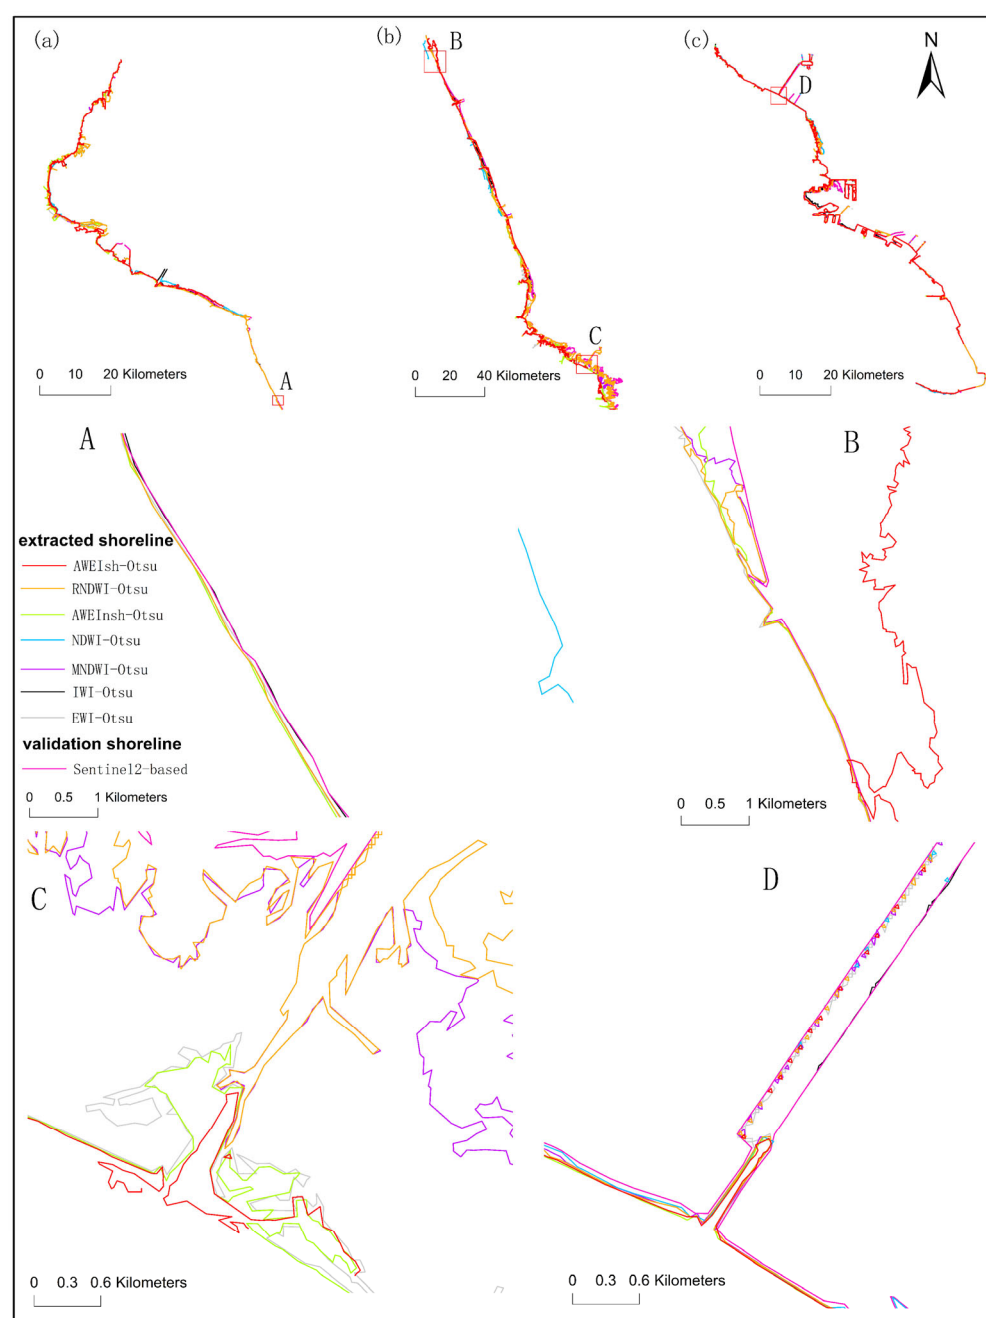 (a)
(b)
B
(c)
N
D
A
C
0 10 20 Kilometers
0 20 40 Kilometers
0 10 20 Kilometers
A
B
extracted shoreline
AWEIsh-Otsu
RNDWI-Otsu
AWEInsh-Otsu
NDWI-Otsu
MNDWI-Otsu
IWI-Otsu
EWI-Otsu
validation shoreline
Sentinel2-based
0 0.5 1 Kilometers
0 0.5 1 Kilometers
C
D
0 0.3 0.6 Kilometers
0 0.3 0.6 Kilometers